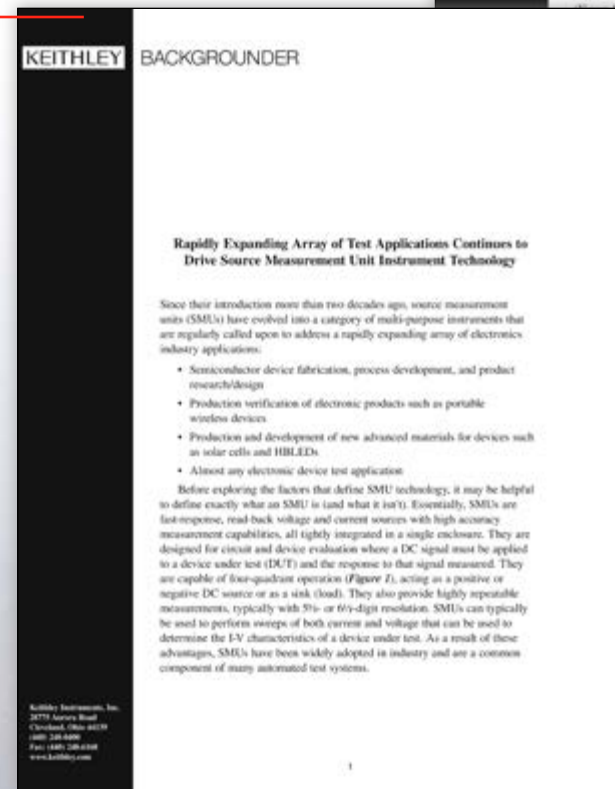 KEITHLEY BACKGROUNDER
Rapidly Expanding Array of Test Applications Continues to
Drive Source Measurement Unit Instrument Technology
Since their introduction more than two decades ago, source measurement
units (SMUs) have evolved into a category of multi-purpose instruments that
are regularly called upon to address a rapidly expanding array of electronics
industry applications:
• Semiconductor device fabrication, process development, and product
research/design
• Production verification of electronic products such as portable
wireless devices
• Production and development of new advanced materials for devices such
as solar cells and HBLEDs
• Almost any electronic device test application
Before exploring the factors that define SMU technology, it may be helpful
to define exactly what an SMU is (and what it isn't). Essentially, SMUs are
fast-response, read-back voltage and current sources with high accuracy
measurement capabilities, all tightly integrated in a single enclosure. They are
designed for circuit and device evaluation where a DC signal must be applied
to a device under test (DUT) and the response to that signal measured. They
are capable of four-quadrant operation (Figure 1), acting as a positive or
negative DC source or as a sink (load). They also provide highly repeatable
measurements, typically with 5½- or 6½-digit resolution. SMUs can typically
be used to perform sweeps of both current and voltage that can be used to
determine the I-V characteristics of a device under test. As a result of these
advantages, SMUs have been widely adopted in industry and are a common
component of many automated test systems.
Keithley Instruments, Inc.
28775 Aurora Road
Cleveland, Ohio 44139
(440) 248-0400
Fax: (440) 248-6168
www.keithley.com
1